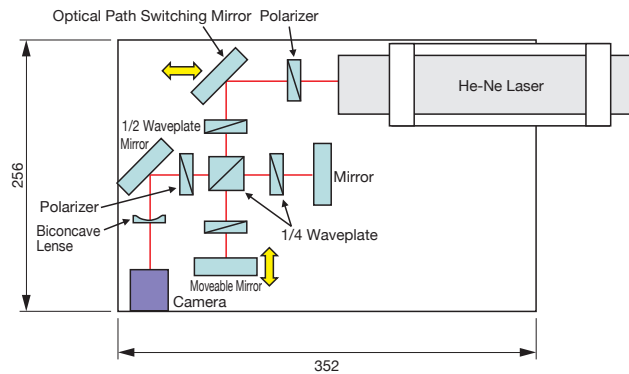 Optical Path Switching Mirror
Polarizer
He-Ne Laser
1/2 Waveplate
Mirror
256
Mirror
Polarizer
Biconcave
Lense
1/4 Waveplate
Moveable Mirror
Camera
352